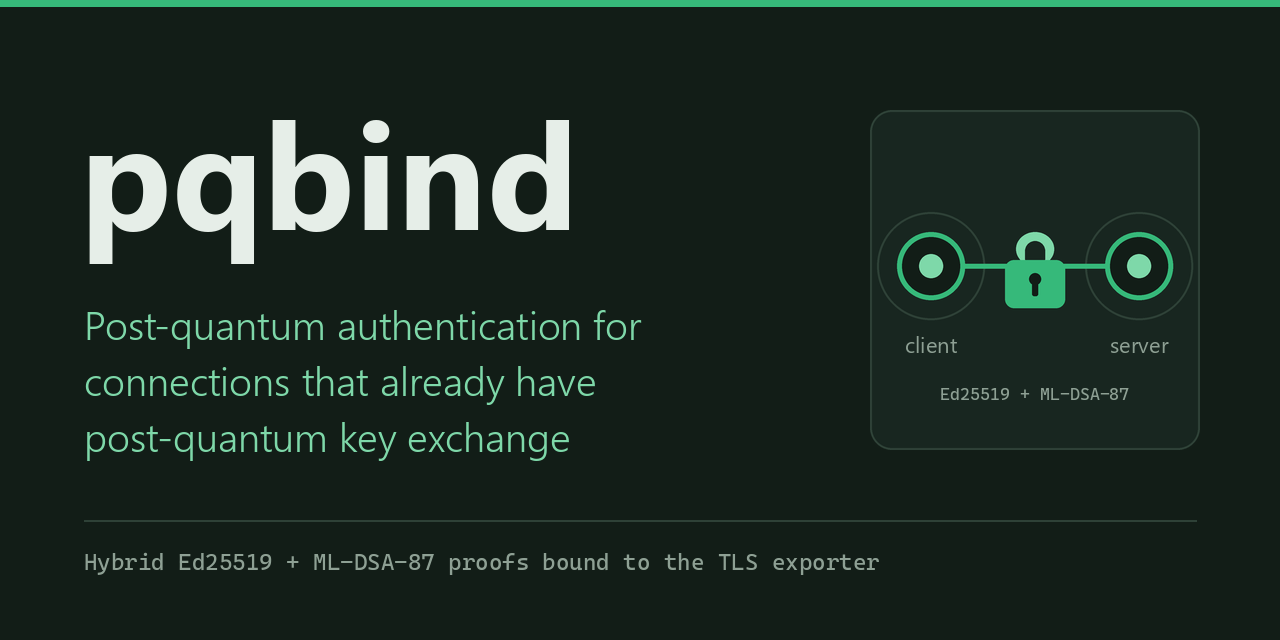 pqbind
Post-quantum authentication for
connections that already have
post-quantum key exchange
client
server
Ed25519 + ML-DSA-87
Hybrid Ed25519 + ML-DSA-87 proofs bound to the TLS exporter